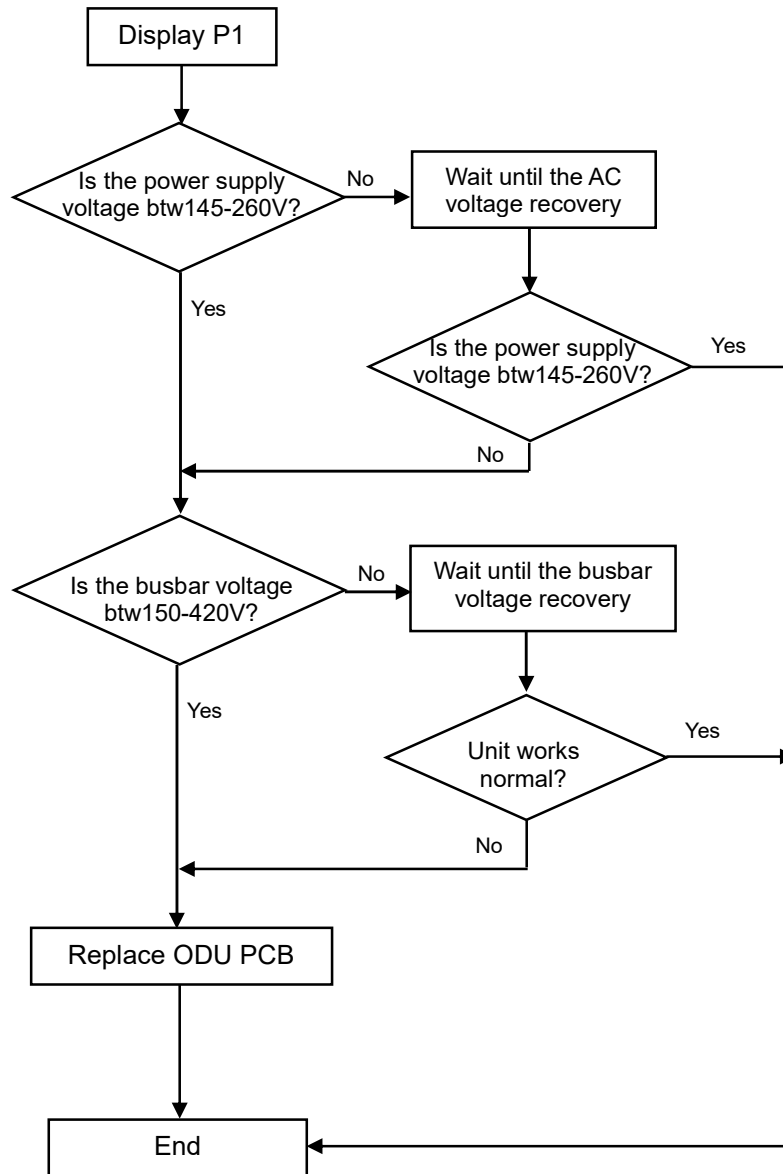 Display P1
Is the power supply
voltage btw145-260V?
No
Wait until the AC
voltage recovery
Yes
Is the power supply
voltage btw145-260V?
Yes
No
Is the busbar voltage
btw150-420V?
No
Wait until the busbar
voltage recovery
Yes
Unit works
normal?
Yes
No
Replace ODU PCB
End